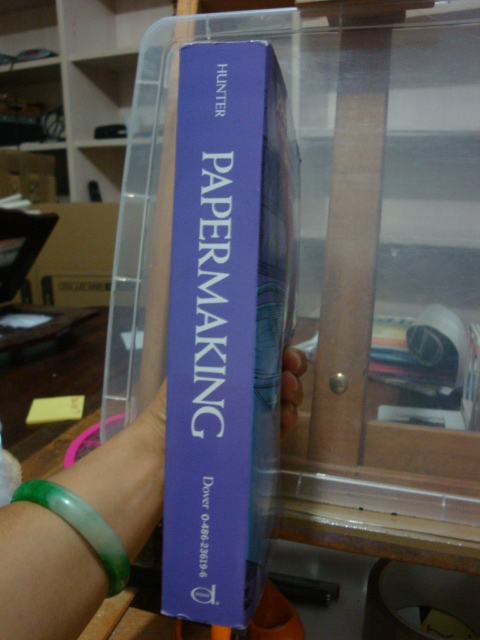 HUNTER
PAPERMAKING
Dover 0-486-23619-6